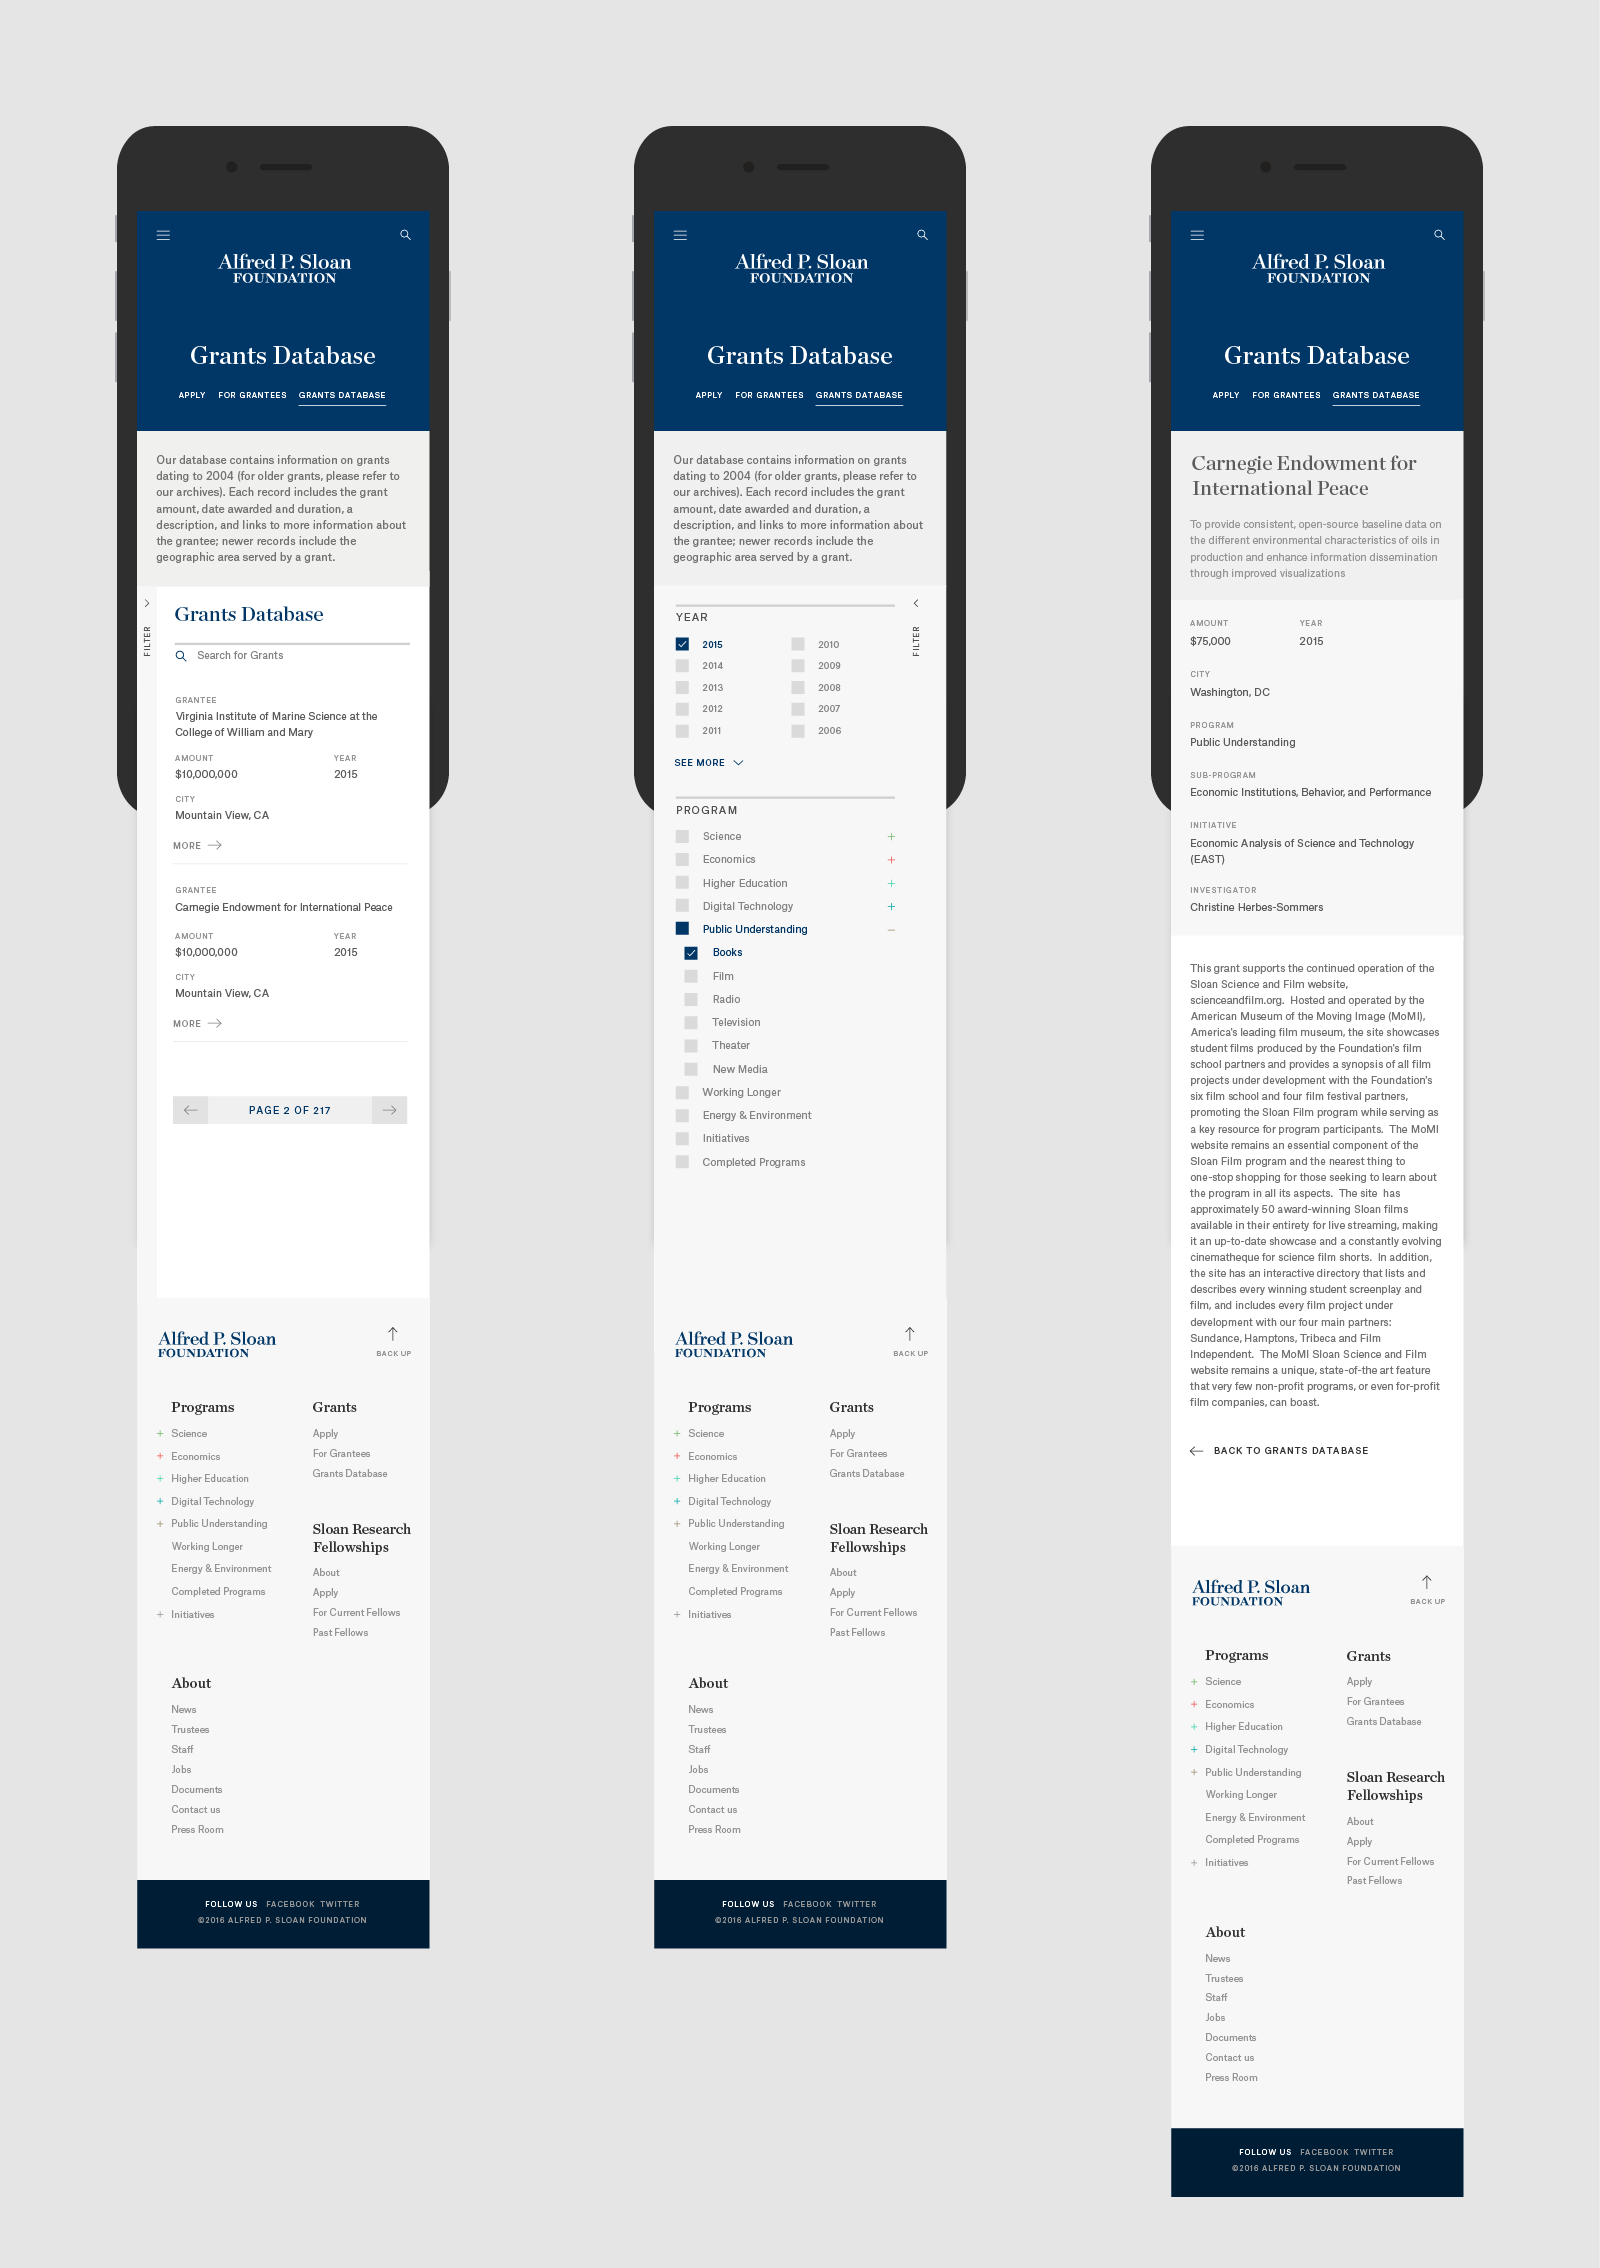 Alfred P. Sloan
FOUNDATION
Grants Database
APPLY FOR GRANTEES GRANTS DATABASE
Our database contains information on grants
dating to 2004 (for older grants, please refer to
our archives). Each record includes the grant
amount, date awarded and duration, a
description, and links to more information about
the grantee; newer records include the
geographic area served by a grant.
FILTER
Grants Database
Search for Grants
GRANTEE
Virginia Institute of Marine Science at the
College of William and Mary
AMOUNT YEAR
$10,000,000 2015
CITY
Mountain View, CA
MORE
GRANTEE
Carnegie Endowment for International Peace
AMOUNT YEAR
$10,000,000 2015
CITY
Mountain View, CA
MORE
PAGE 2 OF 217
Alfred P. Sloan
FOUNDATION
BACK UP
Programs
Science
Economics
Higher Education
Digital Technology
Public Understanding
Working Longer
Energy & Environment
Completed Programs
Initiatives
Grants
Apply
For Grantees
Grants Database
Sloan Research
Fellowships
About
Apply
For Current Fellows
Past Fellows
About
News
Trustees
Staff
Jobs
Documents
Contact us
Press Room
FOLLOW US FACEBOOK TWITTER
©2016 ALFRED P. SLOAN FOUNDATION
Alfred P. Sloan
FOUNDATION
Grants Database
APPLY FOR GRANTEES GRANTS DATABASE
Our database contains information on grants
dating to 2004 (for older grants, please refer to
our archives). Each record includes the grant
amount, date awarded and duration, a
description, and links to more information about
the grantee; newer records include the
geographic area served by a grant.
FILTER
YEAR
2015 2010
2014 2009
2013 2008
2012 2007
2011 2006
SEE MORE
PROGRAM
Science
Economics
Higher Education
Digital Technology
Public Understanding
Books
Film
Radio
Television
Theater
New Media
Working Longer
Energy & Environment
Initiatives
Completed Programs
Alfred P. Sloan
FOUNDATION
BACK UP
Programs
Science
Economics
Higher Education
Digital Technology
Public Understanding
Working Longer
Energy & Environment
Completed Programs
Initiatives
Grants
Apply
For Grantees
Grants Database
Sloan Research
Fellowships
About
Apply
For Current Fellows
Past Fellows
About
News
Trustees
Staff
Jobs
Documents
Contact us
Press Room
FOLLOW US FACEBOOK TWITTER
©2016 ALFRED P. SLOAN FOUNDATION
Alfred P. Sloan
FOUNDATION
Grants Database
APPLY FOR GRANTEES GRANTS DATABASE
Carnegie Endowment for
International Peace
To provide consistent, open-source baseline data on
the different environmental characteristics of oils in
production and enhance information dissemination
through improved visualizations
AMOUNT YEAR
$75,000 2015
CITY
Washington, DC
PROGRAM
Public Understanding
SUB-PROGRAM
Economic Institutions, Behavior, and Performance
INITIATIVE
Economic Analysis of Science and Technology
(EAST)
INVESTIGATOR
Christine Herbes-Sommers
This grant supports the continued operation of the
Sloan Science and Film website,
scienceandfilm.org. Hosted and operated by the
American Museum of the Moving Image (MoMI),
America's leading film museum, the site showcases
student films produced by the Foundation's film
school partners and provides a synopsis of all film
projects under development with the Foundation's
six film school and four film festival partners,
promoting the Sloan Film program while serving as
a key resource for program participants. The MoMI
website remains an essential component of the
Sloan Film program and the nearest thing to
one-stop shopping for those seeking to learn about
the program in all its aspects. The site has
approximately 50 award-winning Sloan films
available in their entirety for live streaming, making
it an up-to-date showcase and a constantly evolving
cinematheque for science film shorts. In addition,
the site has an interactive directory that lists and
describes every winning student screenplay and
film, and includes every film project under
development with our four main partners:
Sundance, Hamptons, Tribeca and Film
Independent. The MoMI Sloan Science and Film
website remains a unique, state-of-the art feature
that very few non-profit programs, or even for-profit
film companies, can boast.
BACK TO GRANTS DATABASE
Alfred P. Sloan
FOUNDATION
BACK UP
Programs
Science
Economics
Higher Education
Digital Technology
Public Understanding
Working Longer
Energy & Environment
Completed Programs
Initiatives
Grants
Apply
For Grantees
Grants Database
Sloan Research
Fellowships
About
Apply
For Current Fellows
Past Fellows
About
News
Trustees
Staff
Jobs
Documents
Contact us
Press Room
FOLLOW US FACEBOOK TWITTER
©2016 ALFRED P. SLOAN FOUNDATION